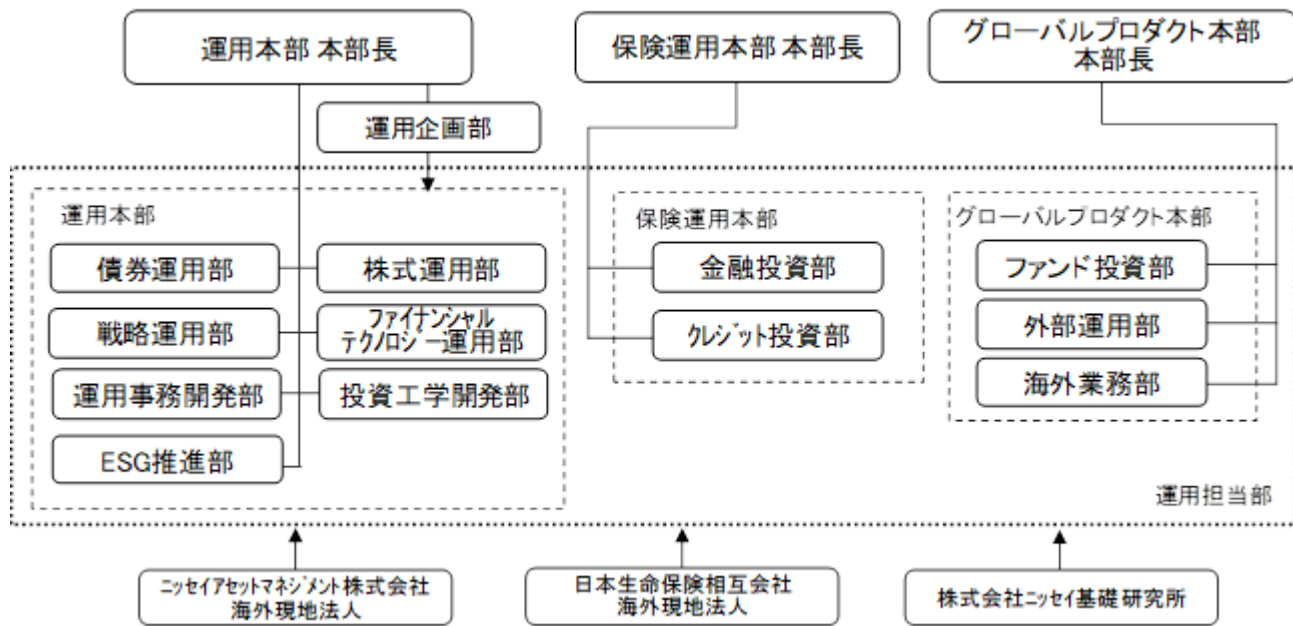 運用本部 本部長
保険運用本部 本部長
グローバルプロダクト本部
本部長
運用企画部
運用本部
債券運用部
株式運用部
戦略運用部
ファイナンシャル
テクノロジー運用部
運用事務開発部
投資工学開発部
ESG推進部
保険運用本部
金融投資部
クレジット投資部
グローバルプロダクト本部
ファンド投資部
外部運用部
海外業務部
運用担当部
ニッセイアセットマネジメント株式会社
海外現地法人
日本生命保険相互会社
海外現地法人
株式会社ニッセイ基礎研究所